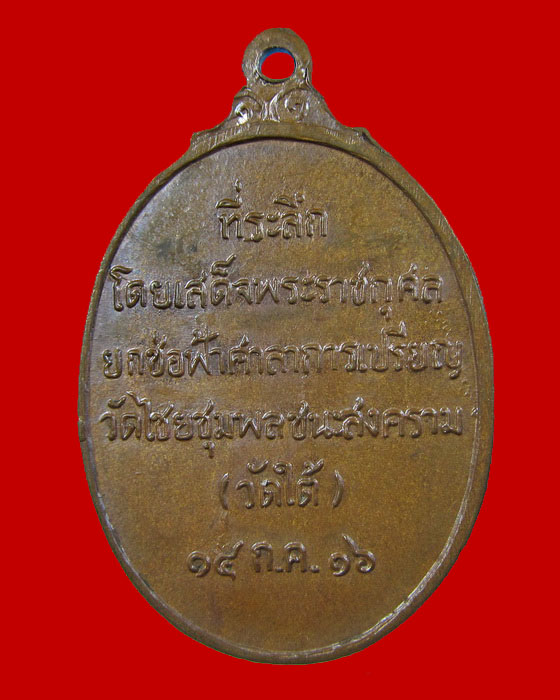 ที่ระลึก
โดยเสด็จพระราชกุศล
ยกช่อฟ้าศาลาการเปรียญ
วัดไชยชุมพลชนะสงคราม
(วัดใต้)
๑๕ ก.ค. ๑๖